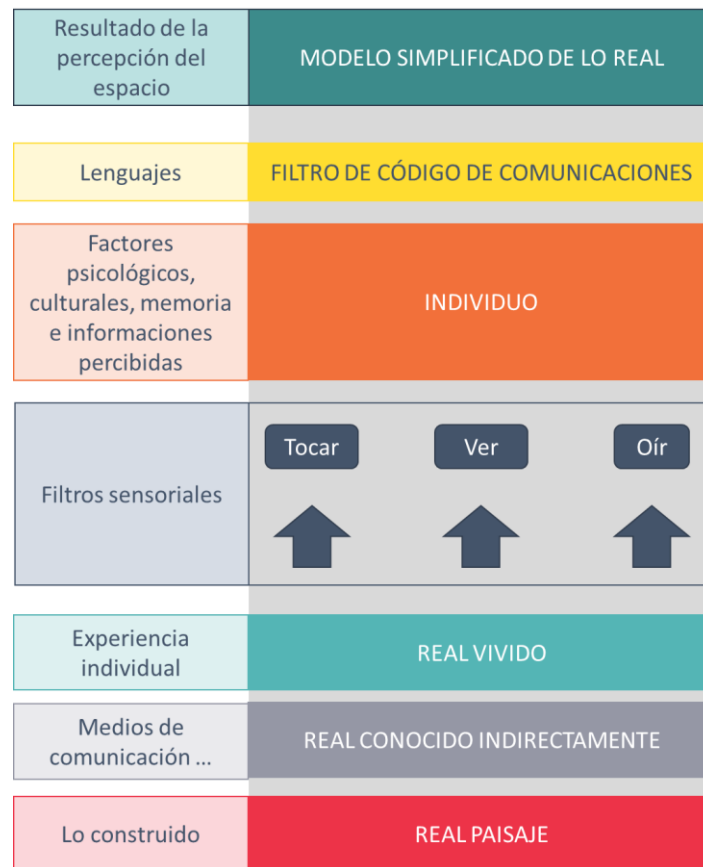 Resultado de la
percepción del
espacio
MODELO SIMPLIFICADO DE LO REAL
Lenguajes
FILTRO DE CÓDIGO DE COMUNICACIONES
Factores
psicológicos,
culturales, memoria
e informaciones
percibidas
INDIVIDUO
Filtros sensoriales
Tocar
Ver
Oír
Experiencia
individual
REAL VIVIDO
Medios de
comunicación ...
REAL CONOCIDO INDIRECTAMENTE
Lo construido
REAL PAISAJE